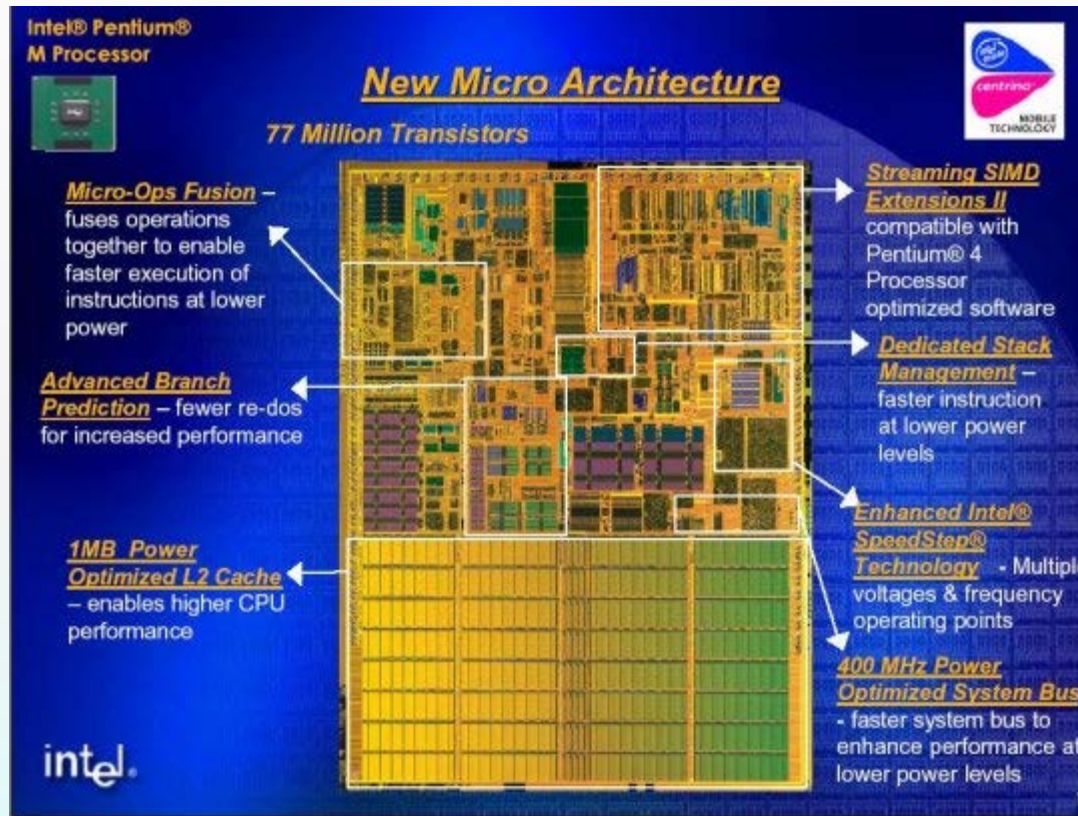 Intel® Pentium®
M Processor
New Micro Architecture
77 Million Transistors
intel inside
centrino™
MOBILE
TECHNOLOGY
Micro-Ops Fusion –
fuses operations
together to enable
faster execution of
instructions at lower
power
Advanced Branch
Prediction – fewer re-dos
for increased performance
1MB Power
Optimized L2 Cache
– enables higher CPU
performance
Streaming SIMD
Extensions II
compatible with
Pentium® 4
Processor
optimized software
Dedicated Stack
Management –
faster instruction
at lower power
levels
Enhanced Intel®
SpeedStep®
Technology - Multiple
voltages & frequency
operating points
400 MHz Power
Optimized System Bus
- faster system bus to
enhance performance at
lower power levels
intel®